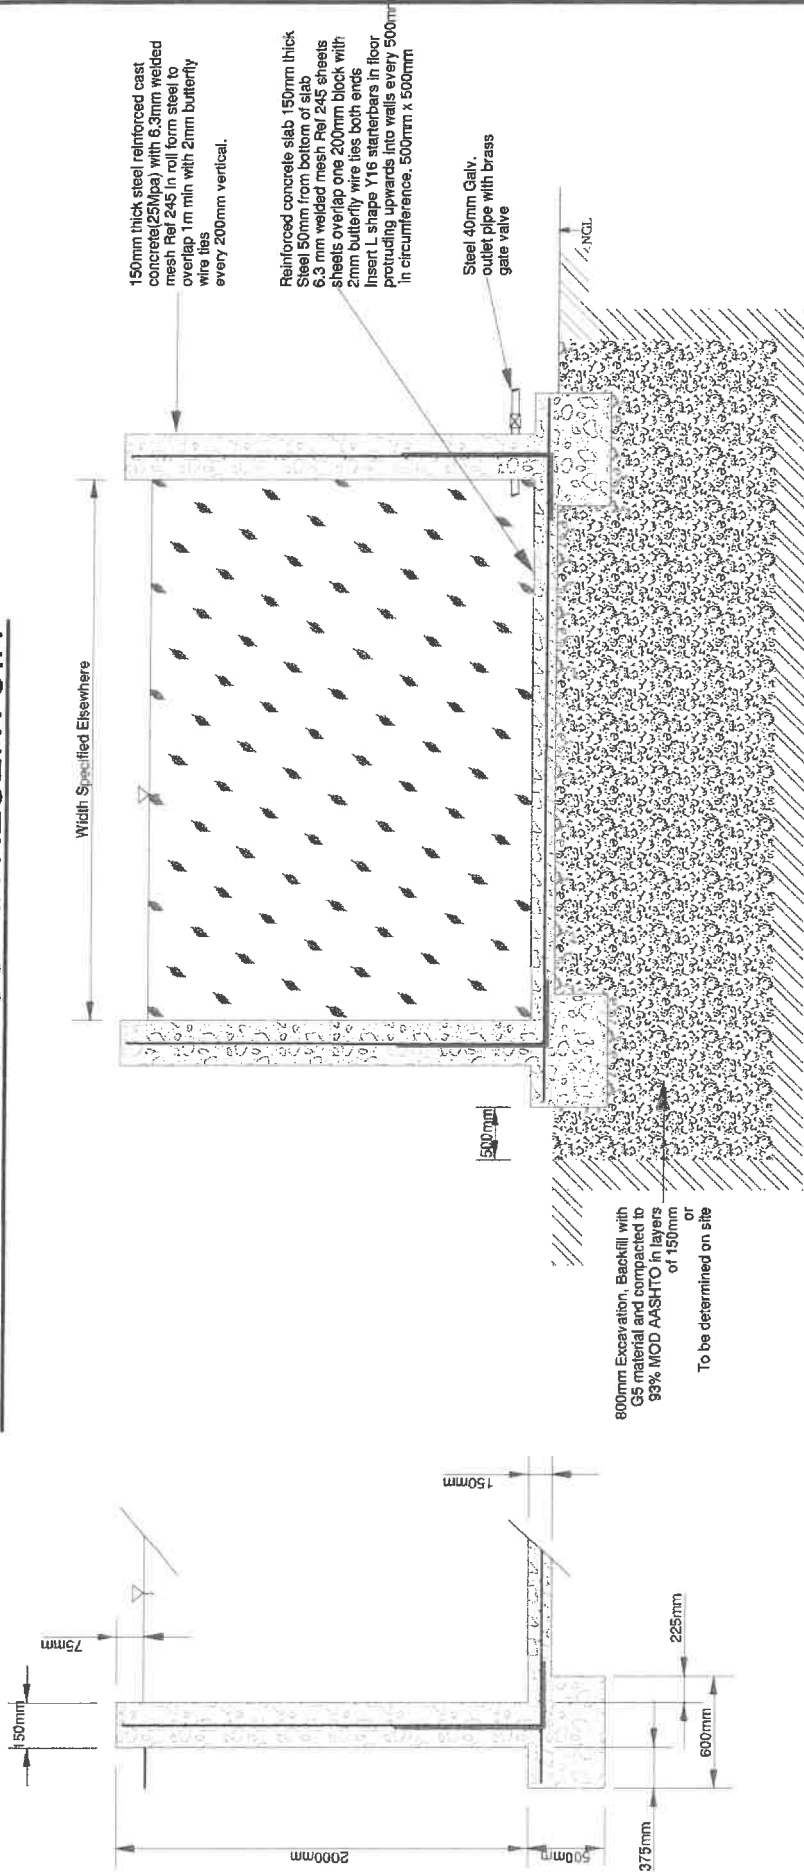 150mm thick steel reinforced cast
concrete(25Mpa) with 6.3mm welded
mesh Ref 245 In roll form steel to
overlap 1m min with 2mm butterfly
wire ties
every 200mm vertical.
Reinforced concrete slab 150mm thick
Steel 50mm from bottom of slab
6.3 mm welded mesh Ref 245 sheets
sheets overlap one 200mm block with
2mm butterfly wire ties both ends
Insert L shape Y16 starterbars in floor
protruding upwards into walls every 500mm
in circumference. 500mm x 500mm
Steel 40mm Galv.
outlet pipe with brass
gate valve
NGL
Width Specified Elsewhere
500mm
800mm Excavation, Backfill with
G5 material and compacted to
93% MOD AASHTO in layers
of 150mm
or
To be determined on site
150mm
75mm
150mm
2000mm
500mm
225mm
600mm
375mm